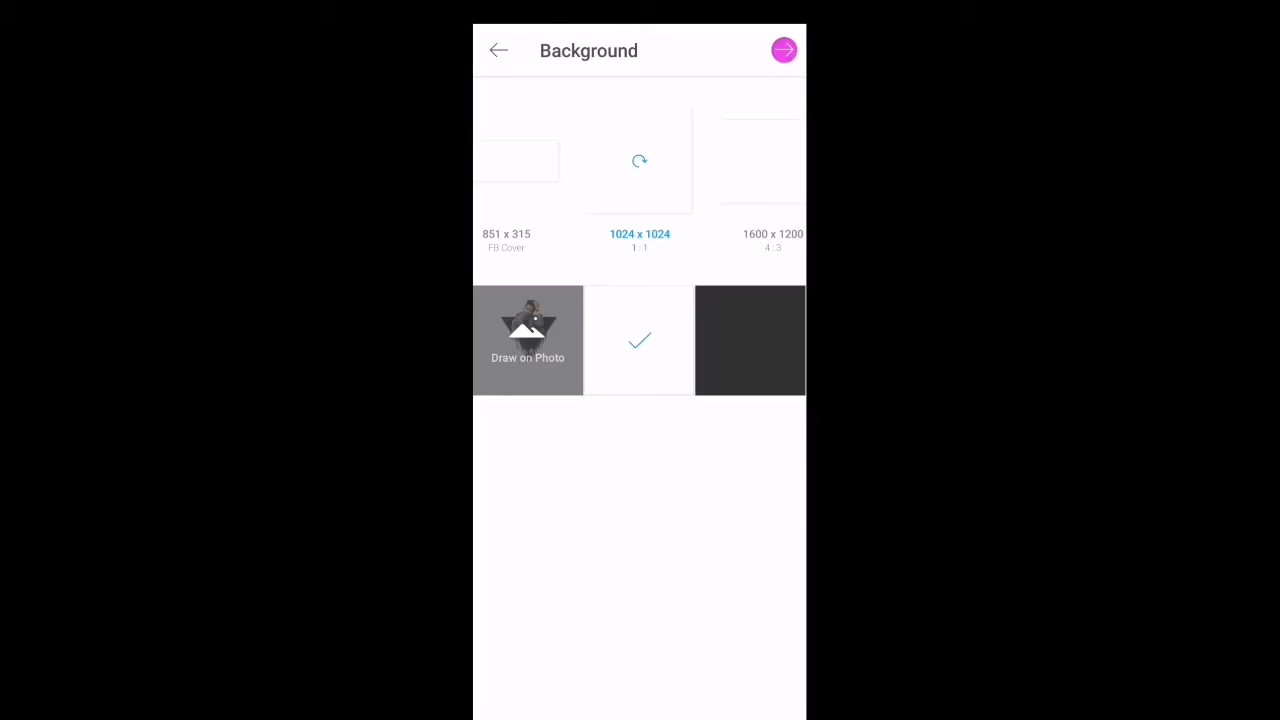 Background
851 x 315
FB Cover
1024 x 1024
1 : 1
1600 x 1200
4 : 3
Draw on Photo